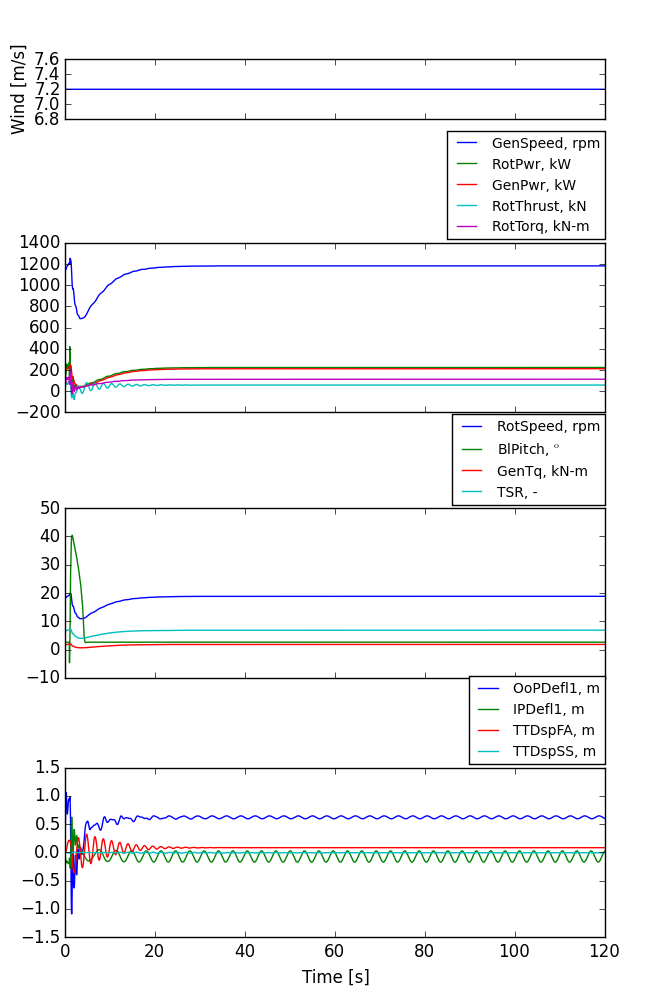 Wind [m/s]
7.6
7.4
7.2
7.0
6.8
GenSpeed, rpm
RotPwr, kW
GenPwr, kW
RotThrust, kN
RotTorq, kN-m
1400
1200
1000
800
600
400
200
0
−200
RotSpeed, rpm
BlPitch, °
GenTq, kN-m
TSR, -
50
40
30
20
10
0
−10
OoPDefl1, m
IPDefl1, m
TTDspFA, m
TTDspSS, m
1.5
1.0
0.5
0.0
−0.5
−1.0
−1.5
0 20 40 60 80 100 120
Time [s]